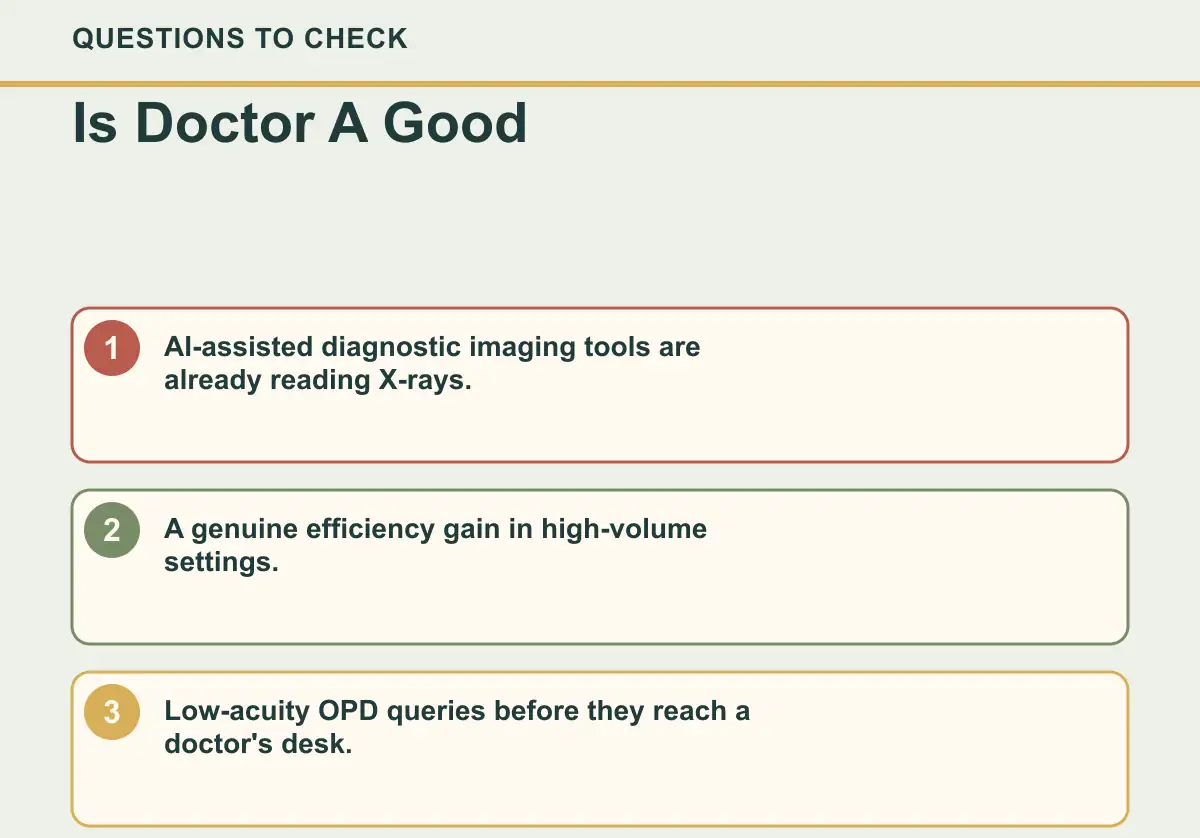 QUESTIONS TO CHECK
Is Doctor A Good
1
AI-assisted diagnostic imaging tools are
already reading X-rays.
2
A genuine efficiency gain in high-volume
settings.
3
Low-acuity OPD queries before they reach a
doctor's desk.